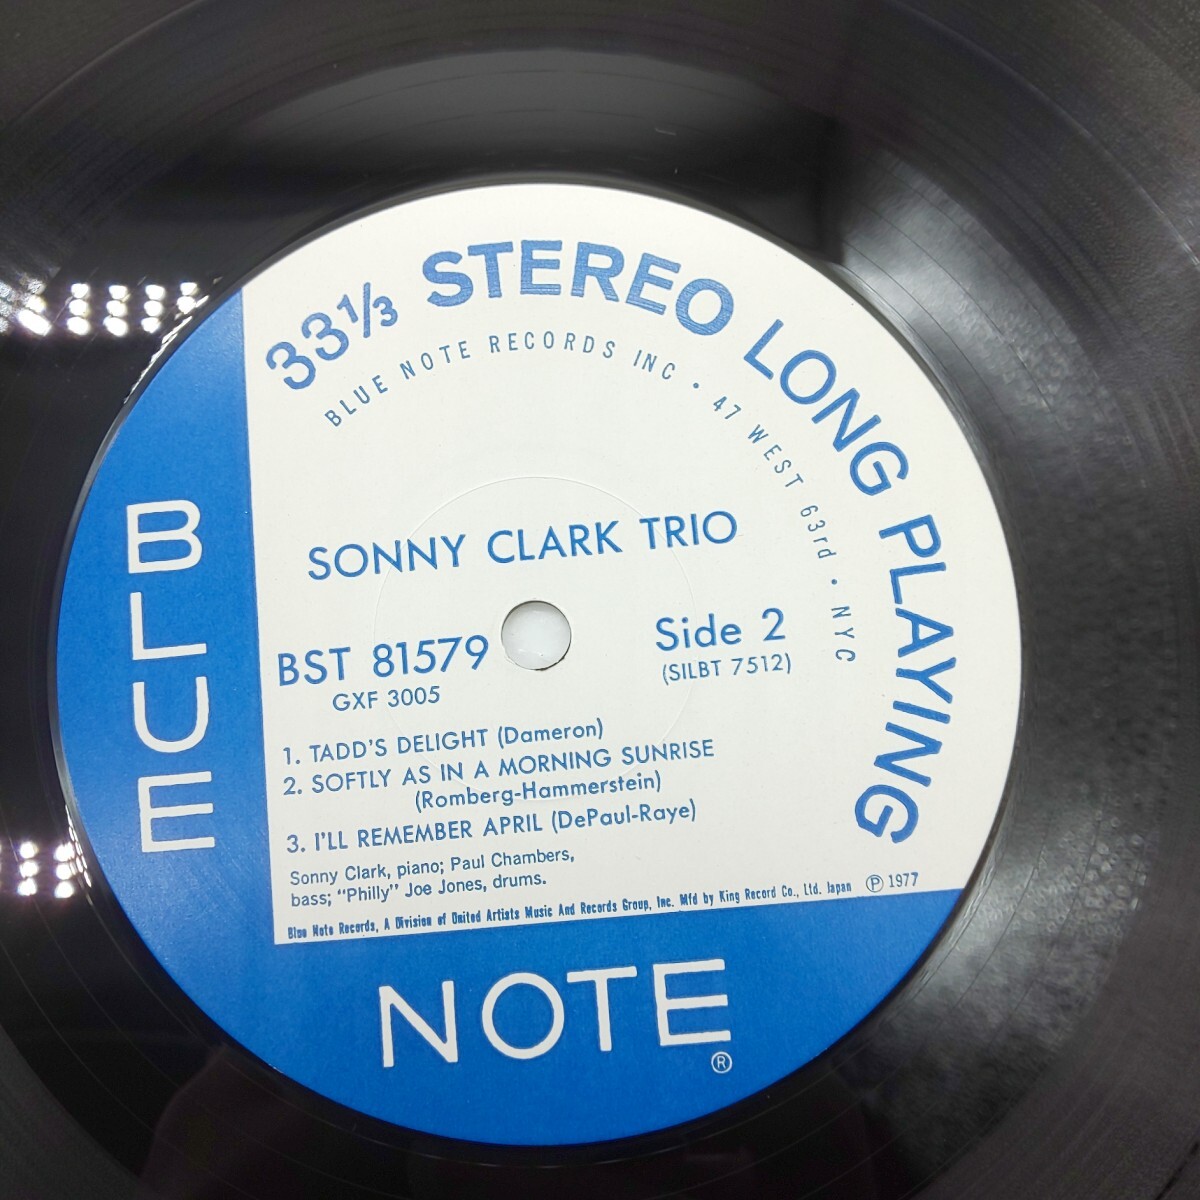 33⅓ STEREO LONG PLAYING
BLUE NOTE RECORDS INC • 47 WEST 63rd • NYC
SONNY CLARK TRIO
BST 81579
GXF 3005
Side 2
(SILBT 7512)
1. TADD'S DELIGHT (Dameron)
2. SOFTLY AS IN A MORNING SUNRISE
(Romberg-Hammerstein)
3. I'LL REMEMBER APRIL (DePaul-Raye)
Sonny Clark, piano; Paul Chambers,
bass; "Philly" Joe Jones, drums.
Blue Note Records, A Division of United Artists Music And Records Group, Inc. Mfd by King Record Co., Ltd. Japan ℗ 1977
BLUE
NOTE ®